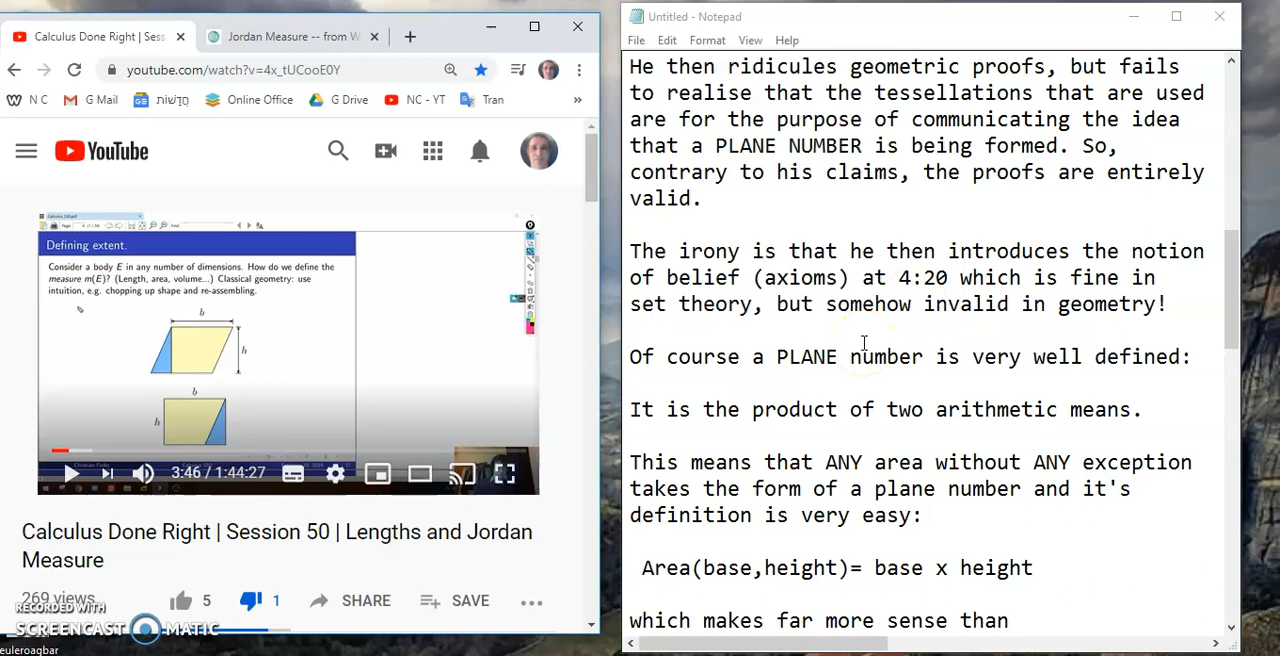 Calculus Done Right | Sess
Jordan Measure -- from W
youtube.com/watch?v=4x_tUCooE0Y
N C
G Mail
חֲדָשׁוֹת
Online Office
G Drive
NC - YT
Tran
»
YouTube
Defining extent.
Consider a body E in any number of dimensions. How do we define the
measure m(E)? (Length, area, volume...) Classical geometry: use
intuition, e.g. chopping up shape and re-assembling.
b
h
b
h
3:46 / 1:44:27
Calculus Done Right | Session 50 | Lengths and Jordan
Measure
269 views
5
1
SHARE
SAVE
RECORDED WITH
SCREENCAST MATIC
euleroagbar
Untitled - Notepad
File Edit Format View Help
He then ridicules geometric proofs, but fails
to realise that the tessellations that are used
are for the purpose of communicating the idea
that a PLANE NUMBER is being formed. So,
contrary to his claims, the proofs are entirely
valid.
The irony is that he then introduces the notion
of belief (axioms) at 4:20 which is fine in
set theory, but somehow invalid in geometry!
Of course a PLANE number is very well defined:
It is the product of two arithmetic means.
This means that ANY area without ANY exception
takes the form of a plane number and it's
definition is very easy:
Area(base,height)= base x height
which makes far more sense than